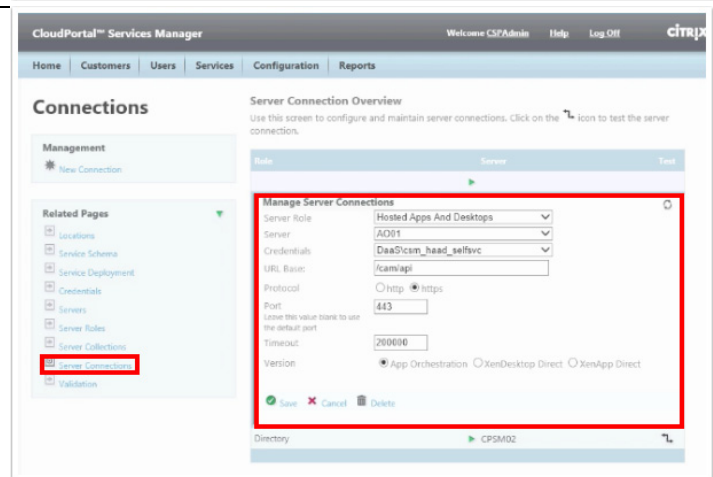 CloudPortal™ Services Manager
Welcome CSPAdmin Help Log Off CİTRIX
Home Customers Users Services Configuration Reports
Connections
Management
New Connection
Related Pages
Locations
Service Schema
Service Deployment
Credentials
Servers
Server Roles
Server Collections
Server Connections
Validation
Server Connection Overview
Use this screen to configure and maintain server connections. Click on the icon to test the server
connection.
Role Server Test
Manage Server Connections
Server Role Hosted Apps And Desktops
Server AO01
Credentials DaaS\csm_haad_selfsvc
URL Base: /cam/api
Protocol http https
Port 443
Leave this value blank to use
the default port
Timeout 200000
Version App Orchestration XenDesktop Direct XenApp Direct
Save Cancel Delete
Directory CPSM02